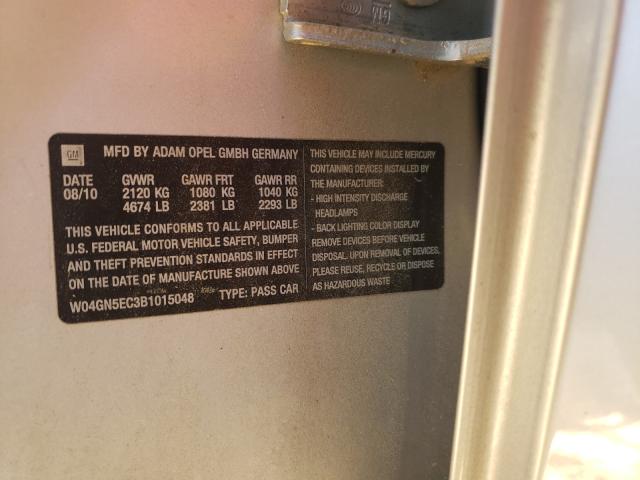 GM
MFD BY ADAM OPEL GMBH GERMANY
DATE GVWR GAWR FRT GAWR RR
08/10 2120 KG 1080 KG 1040 KG
4674 LB 2381 LB 2293 LB
THIS VEHICLE CONFORMS TO ALL APPLICABLE
U.S. FEDERAL MOTOR VEHICLE SAFETY, BUMPER
AND THEFT PREVENTION STANDARDS IN EFFECT
ON THE DATE OF MANUFACTURE SHOWN ABOVE
W04GN5EC3B1015048 TYPE: PASS CAR
THIS VEHICLE MAY INCLUDE MERCURY
CONTAINING DEVICES INSTALLED BY
THE MANUFACTURER:
- HIGH INTENSITY DISCHARGE
HEADLAMPS
- BACK LIGHTING COLOR DISPLAY
REMOVE DEVICES BEFORE VEHICLE
DISPOSAL. UPON REMOVAL OF DEVICES,
PLEASE REUSE, RECYCLE OR DISPOSE
AS HAZARDOUS WASTE